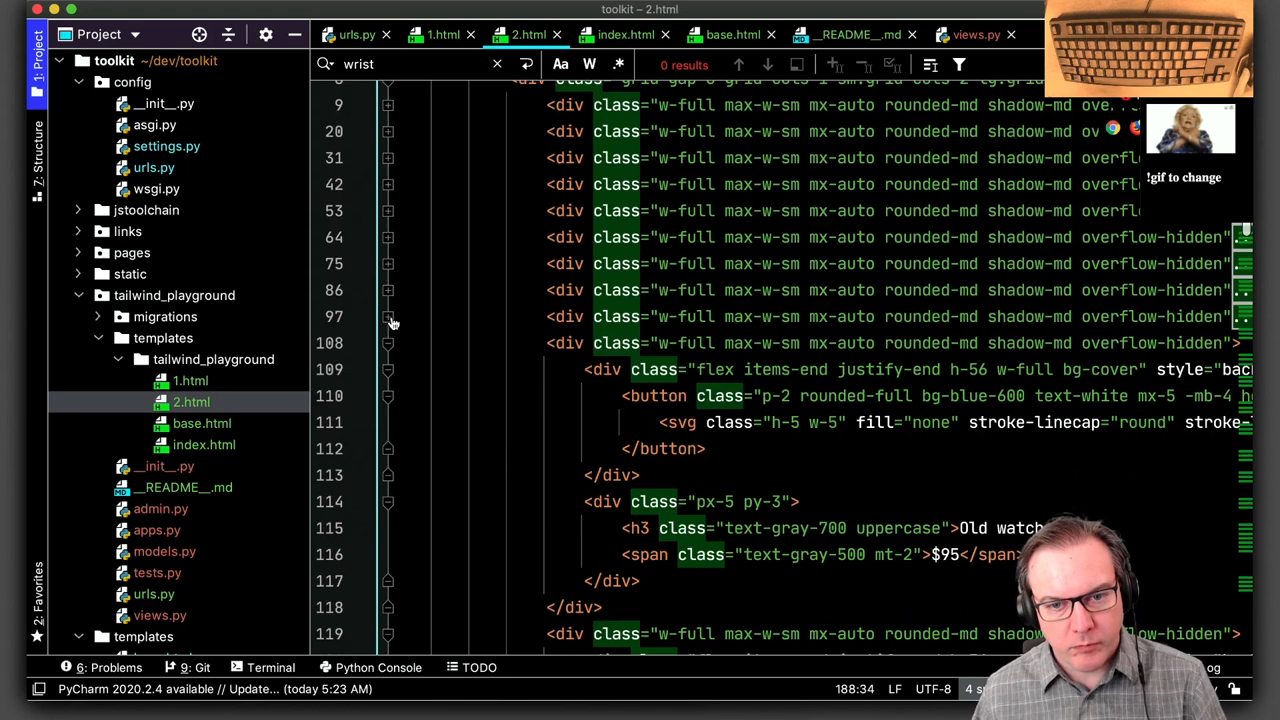 toolkit – 2.html
Project
urls.py
1.html
2.html
index.html
base.html
__README__.md
views.py
1: Project
7: Structure
2: Favorites
toolkit ~/dev/toolkit
config
__init__.py
asgi.py
settings.py
urls.py
wsgi.py
jstoolchain
links
pages
static
tailwind_playground
migrations
templates
tailwind_playground
1.html
2.html
base.html
index.html
__init__.py
__README__.md
admin.py
apps.py
models.py
tests.py
urls.py
views.py
templates
wrist
Aa W .*
0 results
9 <div class="w-full max-w-sm mx-auto rounded-md shadow-md
20 <div class="w-full max-w-sm mx-auto rounded-md shadow-md
31 <div class="w-full max-w-sm mx-auto rounded-md shadow-md
42 <div class="w-full max-w-sm mx-auto rounded-md shadow-md
53 <div class="w-full max-w-sm mx-auto rounded-md shadow-md
64 <div class="w-full max-w-sm mx-auto rounded-md shadow-md overflow-hidden"
75 <div class="w-full max-w-sm mx-auto rounded-md shadow-md overflow-hidden"
86 <div class="w-full max-w-sm mx-auto rounded-md shadow-md overflow-hidden"
97 <div class="w-full max-w-sm mx-auto rounded-md shadow-md overflow-hidden"
108 <div class="w-full max-w-sm mx-auto rounded-md shadow-md overflow-hidden">
109 <div class="flex items-end justify-end h-56 w-full bg-cover" style="bac
110 <button class="p-2 rounded-full bg-blue-600 text-white mx-5 -mb-4
111 <svg class="h-5 w-5" fill="none" stroke-linecap="round" stroke-
112 </button>
113 </div>
114 <div class="px-5 py-3">
115 <h3 class="text-gray-700 uppercase">Old watch
116 <span class="text-gray-500 mt-2">$95</span>
117 </div>
118 </div>
119 <div class="w-full max-w-sm mx-auto rounded-md shadow-md overflow-hidden">
!gif to change
6: Problems
9: Git
Terminal
Python Console
TODO
PyCharm 2020.2.4 available // Update... (today 5:23 AM)
188:34
LF
UTF-8